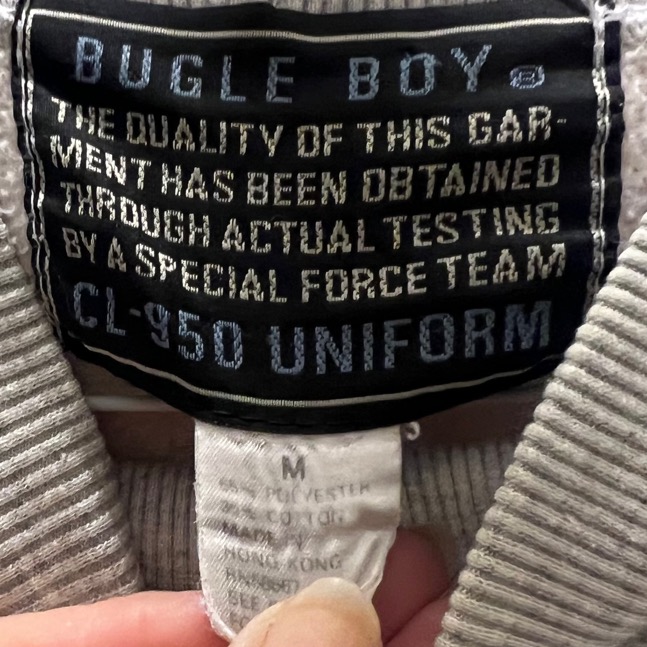 BUGLE BOY ®
THE QUALITY OF THIS GAR-
MENT HAS BEEN OBTAINED
THROUGH ACTUAL TESTING
BY A SPECIAL FORCE TEAM
CL-950 UNIFORM
M
POLYESTER
COTTON
MADE IN
HONG KONG
SEE